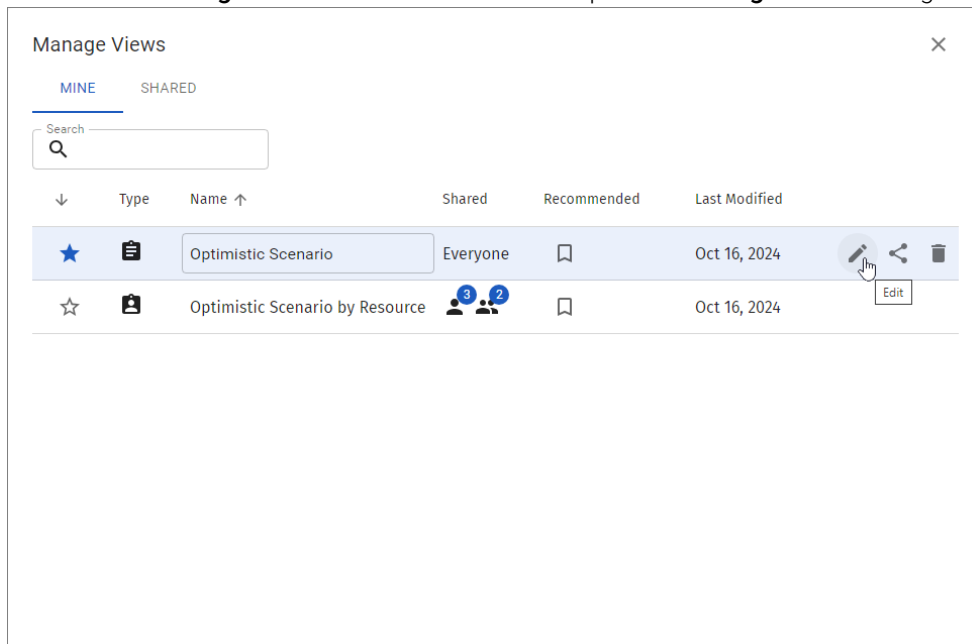 Manage Views
MINE SHARED
Search
Type Name Shared Recommended Last Modified
Optimistic Scenario Everyone Oct 16, 2024
Edit
3 2
Optimistic Scenario by Resource Oct 16, 2024